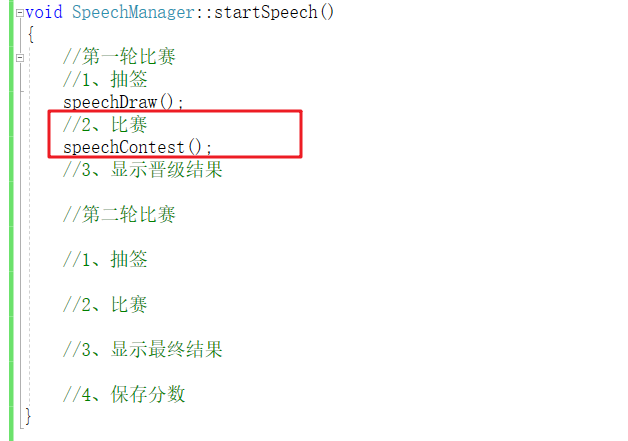 void SpeechManager::startSpeech()
{
//第一轮比赛
//1、抽签
speechDraw();
//2、比赛
speechContest();
//3、显示晋级结果
//第二轮比赛
//1、抽签
//2、比赛
//3、显示最终结果
//4、保存分数
}